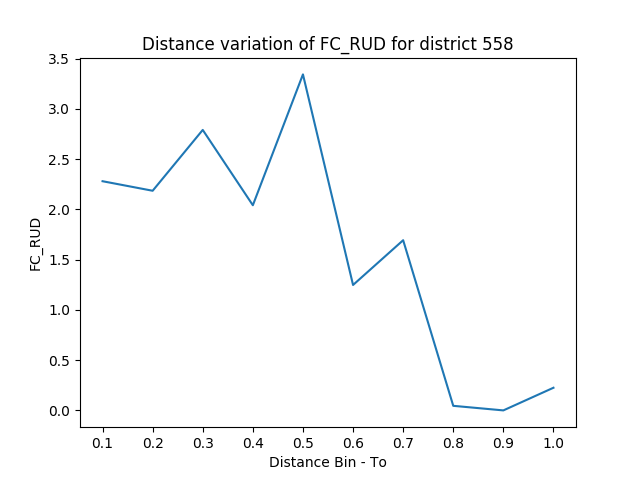 Distance variation of FC_RUD for district 558
3.5
3.0
2.5
2.0
1.5
1.0
0.5
0.0
FC_RUD
0.1 0.2 0.3 0.4 0.5 0.6 0.7 0.8 0.9 1.0
Distance Bin - To